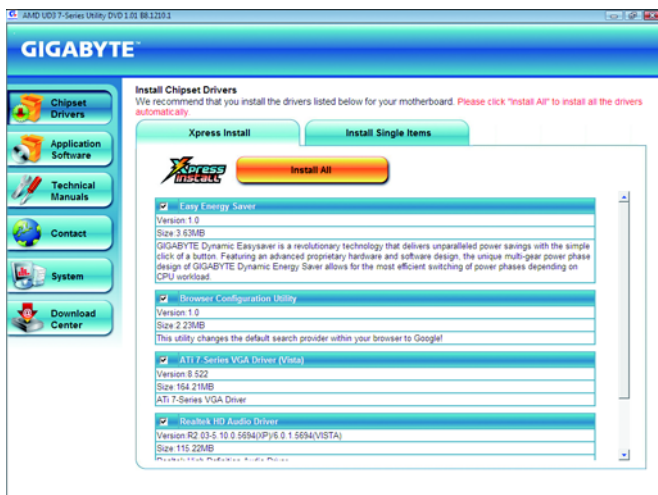 AMD UD3 7-Series Utility DVD 1.01 B8.1210.1
GIGABYTE™
Chipset
Drivers
Application
Software
Technical
Manuals
Contact
System
Download
Center
Install Chipset Drivers
We recommend that you install the drivers listed below for your motherboard. Please click "Install All" to install all the drivers
automatically.
Xpress Install
Install Single Items
Xpress
INSTALL
Install All
Easy Energy Saver
Version:1.0
Size:3.63MB
GIGABYTE Dynamic Easysaver is a revolutionary technology that delivers unparalleled power savings with the simple
click of a button. Featuring an advanced proprietary hardware and software design, the unique multi-gear power phase
design of GIGABYTE Dynamic Energy Saver allows for the most efficient switching of power phases depending on
CPU workload.
Browser Configuration Utility
Version:1.0
Size:2.23MB
This utility changes the default search provider within your browser to Google!
ATi 7-Series VGA Driver (Vista)
Version:8.522
Size:164.21MB
ATi 7-Series VGA Driver
Realtek HD Audio Driver
Version:R2.03-5.10.0.5694(XP)/6.0.1.5694(VISTA)
Size:115.22MB
Realtek High Definition Audio Driver